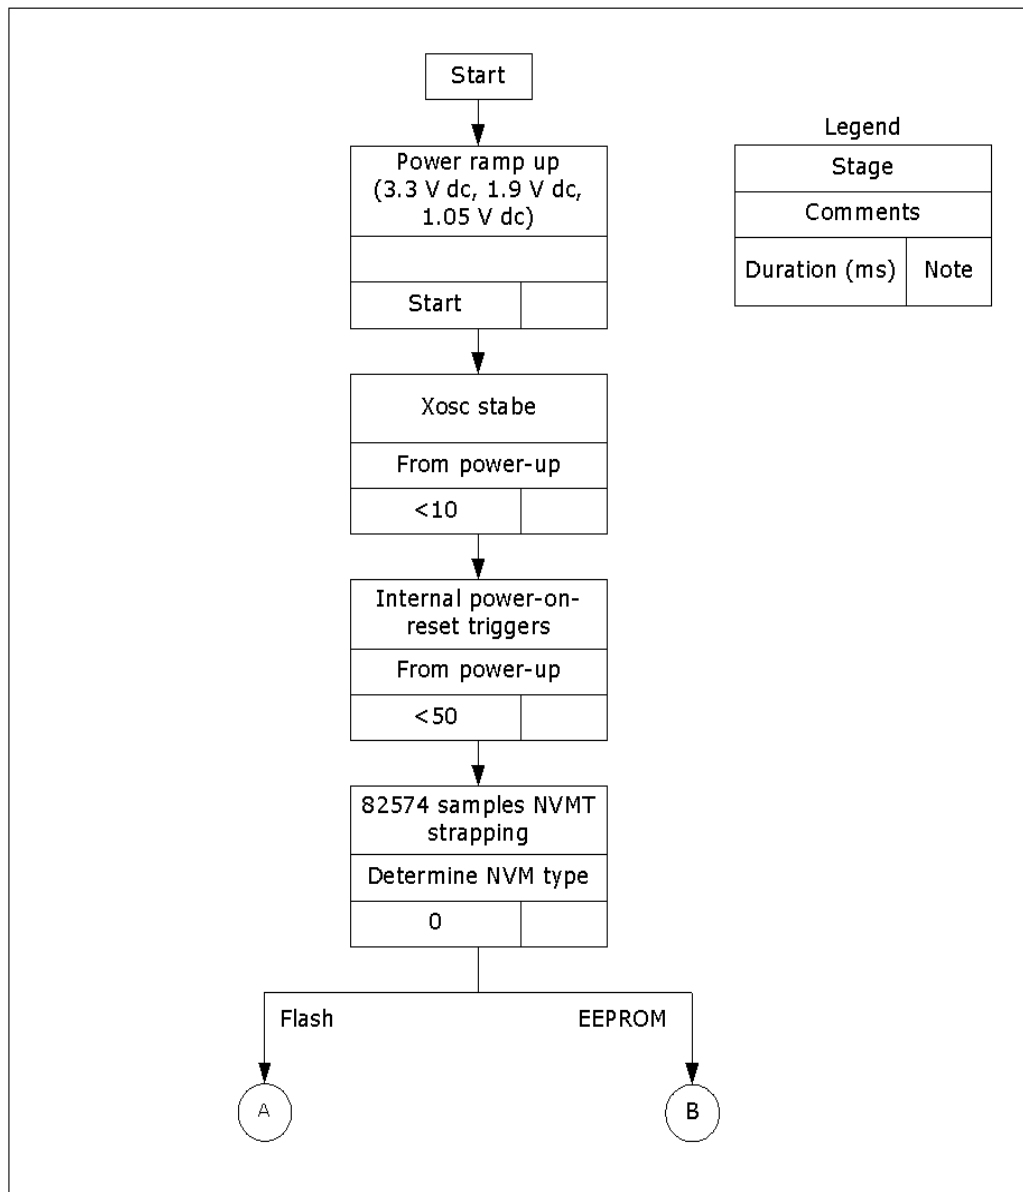 Start
Power ramp up
(3.3 V dc, 1.9 V dc,
1.05 V dc)
Start
Legend
Stage
Comments
Duration (ms)
Note
Xosc stabe
From power-up
<10
Internal power-on-
reset triggers
From power-up
<50
82574 samples NVMT
strapping
Determine NVM type
0
Flash
EEPROM
A
B